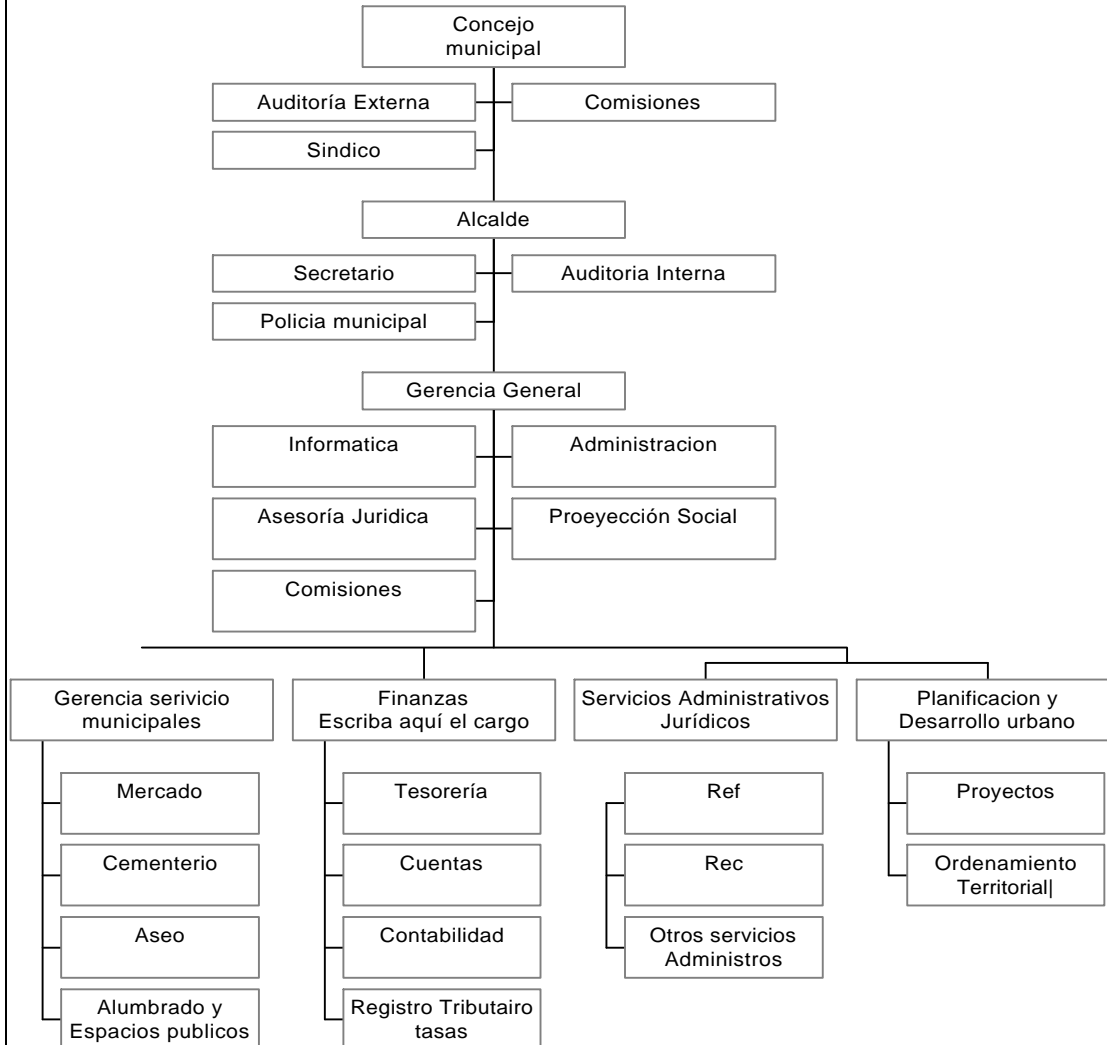 Concejo
municipal
Auditoría Externa
Comisiones
Sindico
Alcalde
Secretario
Auditoria Interna
Policia municipal
Gerencia General
Informatica
Administracion
Asesoría Juridica
Proeyección Social
Comisiones
Gerencia serivicio
municipales
Finanzas
Escriba aquí el cargo
Servicios Administrativos
Jurídicos
Planificacion y
Desarrollo urbano
Mercado
Cementerio
Aseo
Alumbrado y
Espacios publicos
Tesorería
Cuentas
Contabilidad
Registro Tributairo
tasas
Ref
Rec
Otros servicios
Administros
Proyectos
Ordenamiento
Territorial|